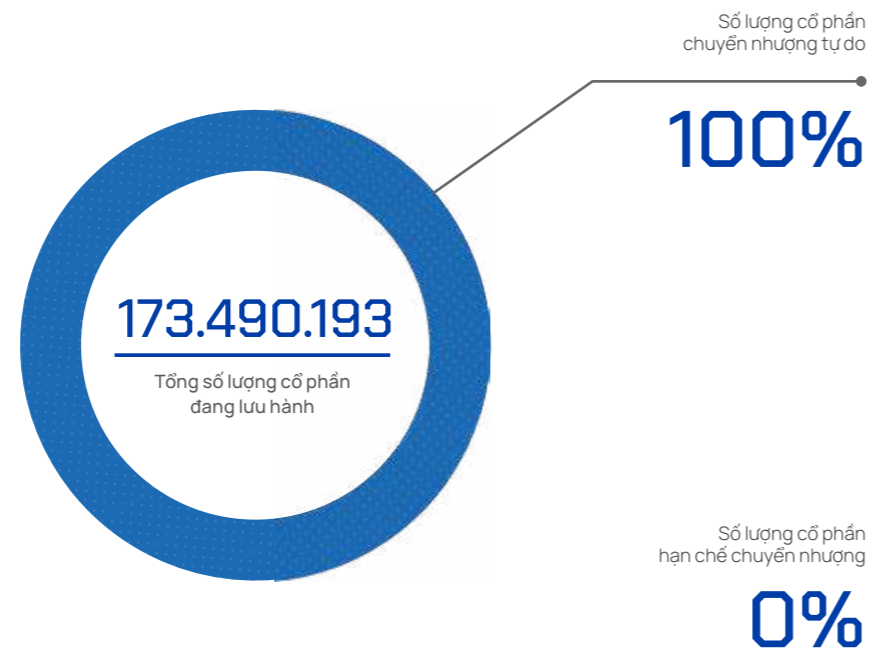 Số lượng cổ phần
chuyển nhượng tự do
100%
173.490.193
Tổng số lượng cổ phần
đang lưu hành
Số lượng cổ phần
hạn chế chuyển nhượng
0%